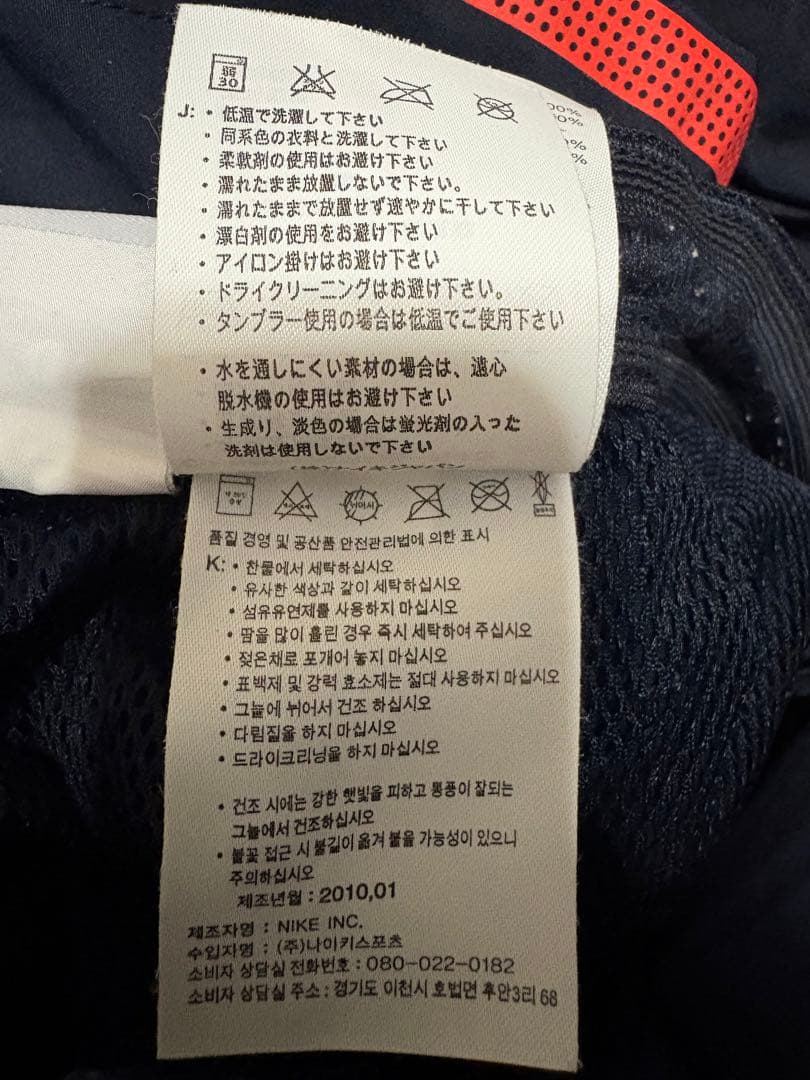 弱
30
00%
0%
%
%
J: ・低温で洗濯して下さい
・同系色の衣料と洗濯して下さい
・柔軟剤の使用はお避け下さい
・濡れたまま放置しないで下さい。
・濡れたままで放置せず速やかに干して下さい
・漂白剤の使用をお避け下さい
・アイロン掛けはお避け下さい
・ドライクリーニングはお避け下さい。
・タンブラー使用の場合は低温でご使用下さい
・水を通しにくい素材の場合は、遠心
脱水機の使用はお避け下さい
・生成り、淡色の場合は蛍光剤の入った
洗剤は使用しないで下さい
품질 경영 및 공산품 안전관리법에 의한 표시
K: • 찬물에서 세탁하십시오
• 유사한 색상과 같이 세탁하십시오
• 섬유유연제를 사용하지 마십시오
• 땀을 많이 흘린 경우 즉시 세탁하여 주십시오
• 젖은채로 포개어 놓지 마십시오
• 표백제 및 강력 효소제는 절대 사용하지 마십시오
• 그늘에 뉘어서 건조 하십시오
• 다림질을 하지 마십시오
• 드라이크리닝을 하지 마십시오
• 건조 시에는 강한 햇빛을 피하고 통풍이 잘되는
그늘에서 건조하십시오
• 불꽃 접근 시 불길이 옮겨 붙을 가능성이 있으니
주의하십시오
제조년월 : 2010,01
제조자명 : NIKE INC.
수입자명 : (주)나이키스포츠
소비자 상담실 전화번호 : 080-022-0182
소비자 상담실 주소 : 경기도 이천시 호법면 후안3리 68